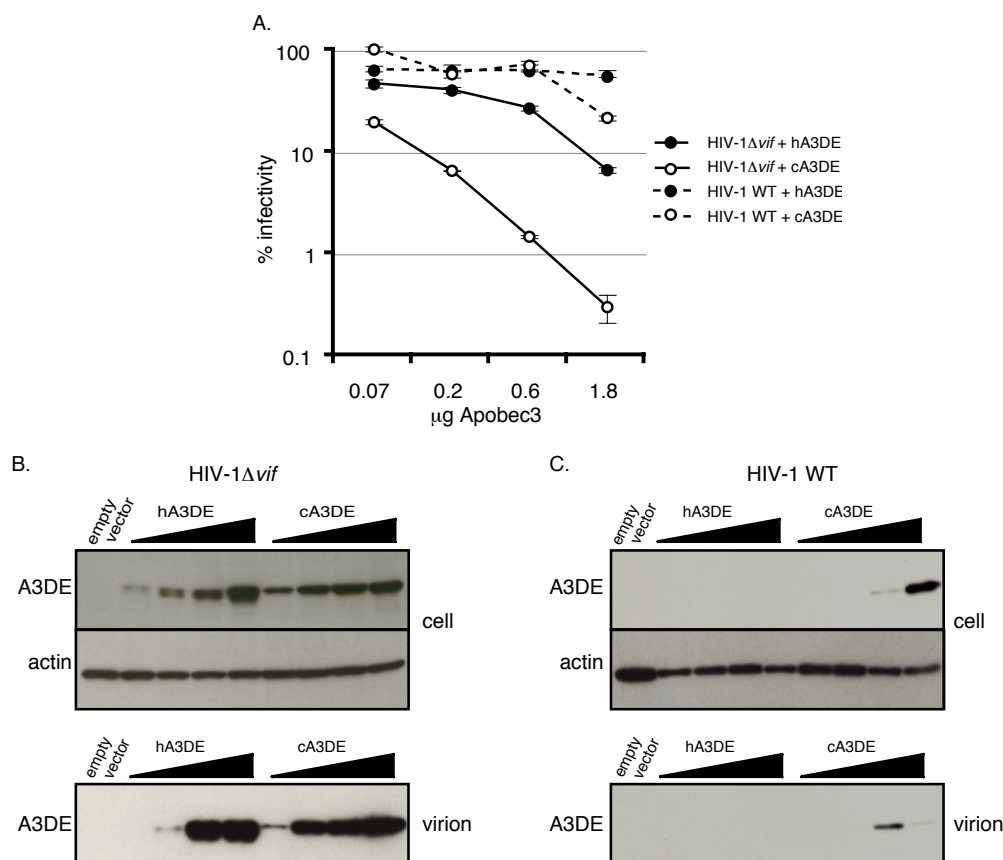 A.
100
10
1
0.1
% infectivity
0.07 0.2 0.6 1.8
μg Apobec3
HIV-1Δvif + hA3DE
HIV-1Δvif + cA3DE
HIV-1 WT + hA3DE
HIV-1 WT + cA3DE
B.
HIV-1Δvif
empty
vector
hA3DE
cA3DE
A3DE
cell
actin
empty
vector
hA3DE
cA3DE
A3DE
virion
C.
HIV-1 WT
empty
vector
hA3DE
cA3DE
A3DE
cell
actin
empty
vector
hA3DE
cA3DE
A3DE
virion